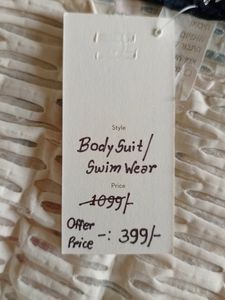 Style
Body Suit/
Swim Wear
Price
1099/-
Offer
Price -: 399/-